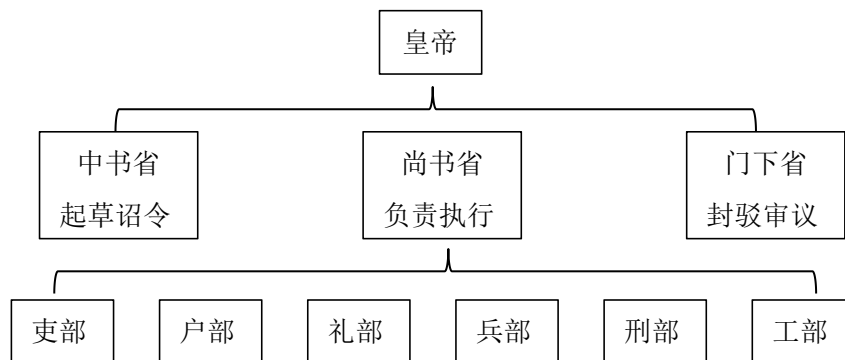 皇帝
中书省
起草诏令
尚书省
负责执行
门下省
封驳审议
吏部
户部
礼部
兵部
刑部
工部